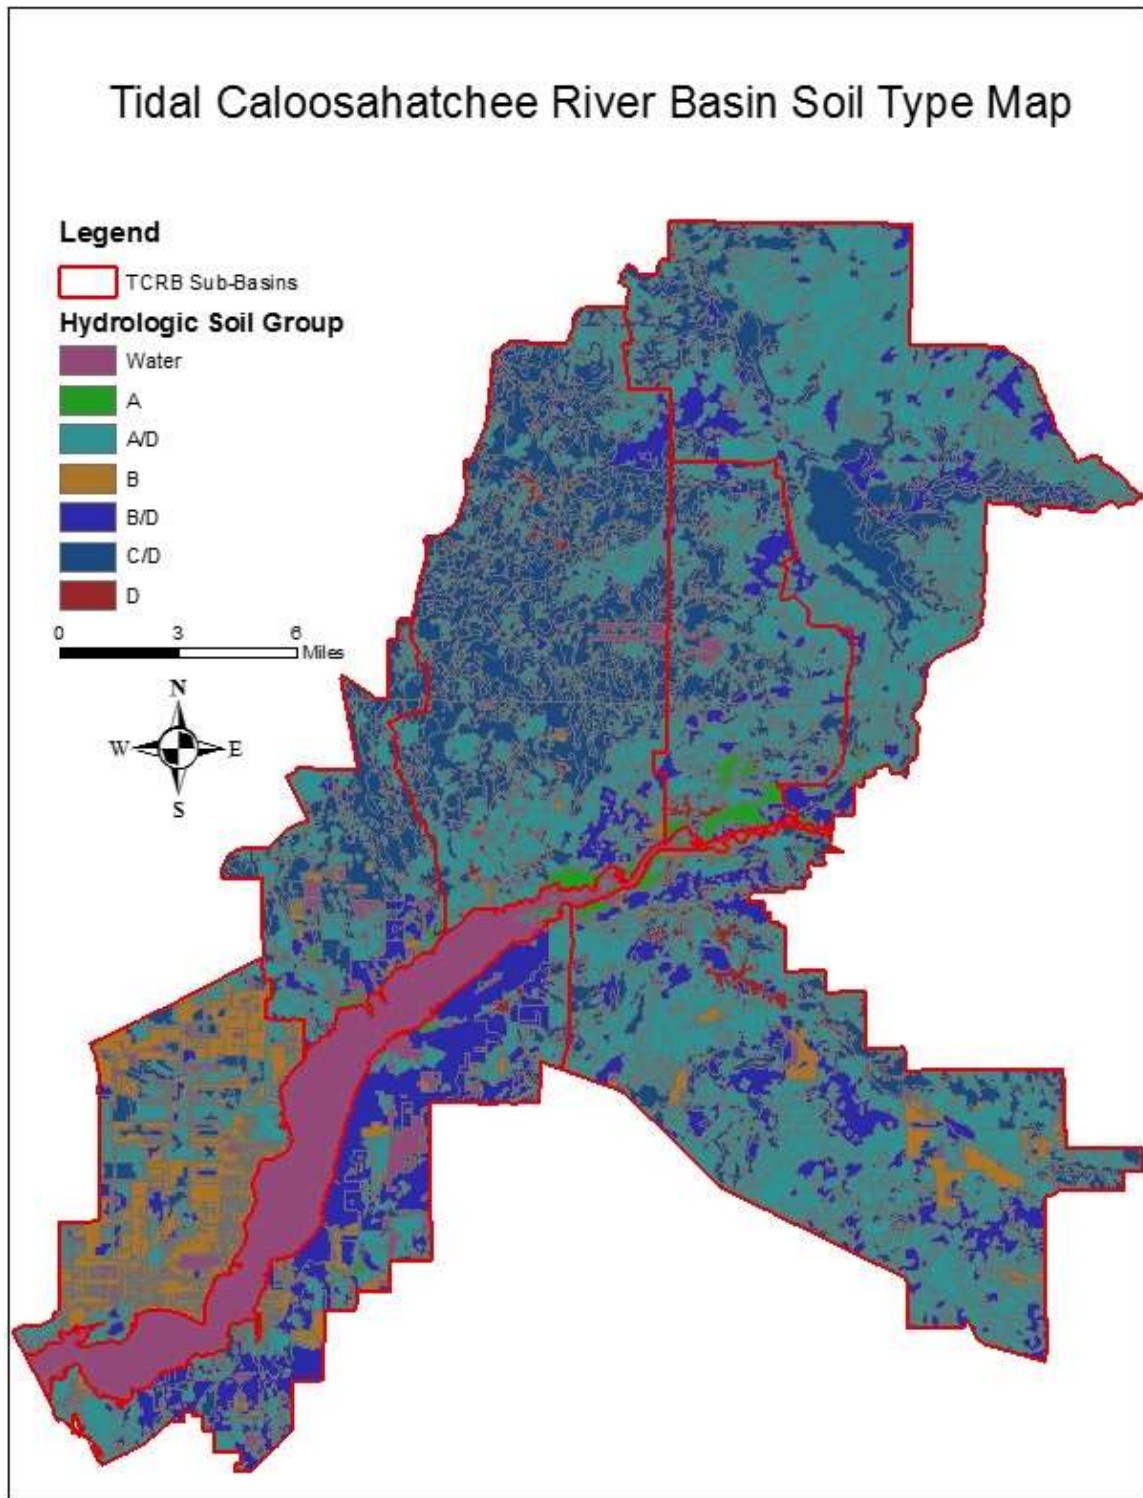 Tidal Caloosahatchee River Basin Soil Type Map
Legend
TCRB Sub-Basins
Hydrologic Soil Group
Water
A
A/D
B
B/D
C/D
D
0 3 6
Miles
N
W E
S